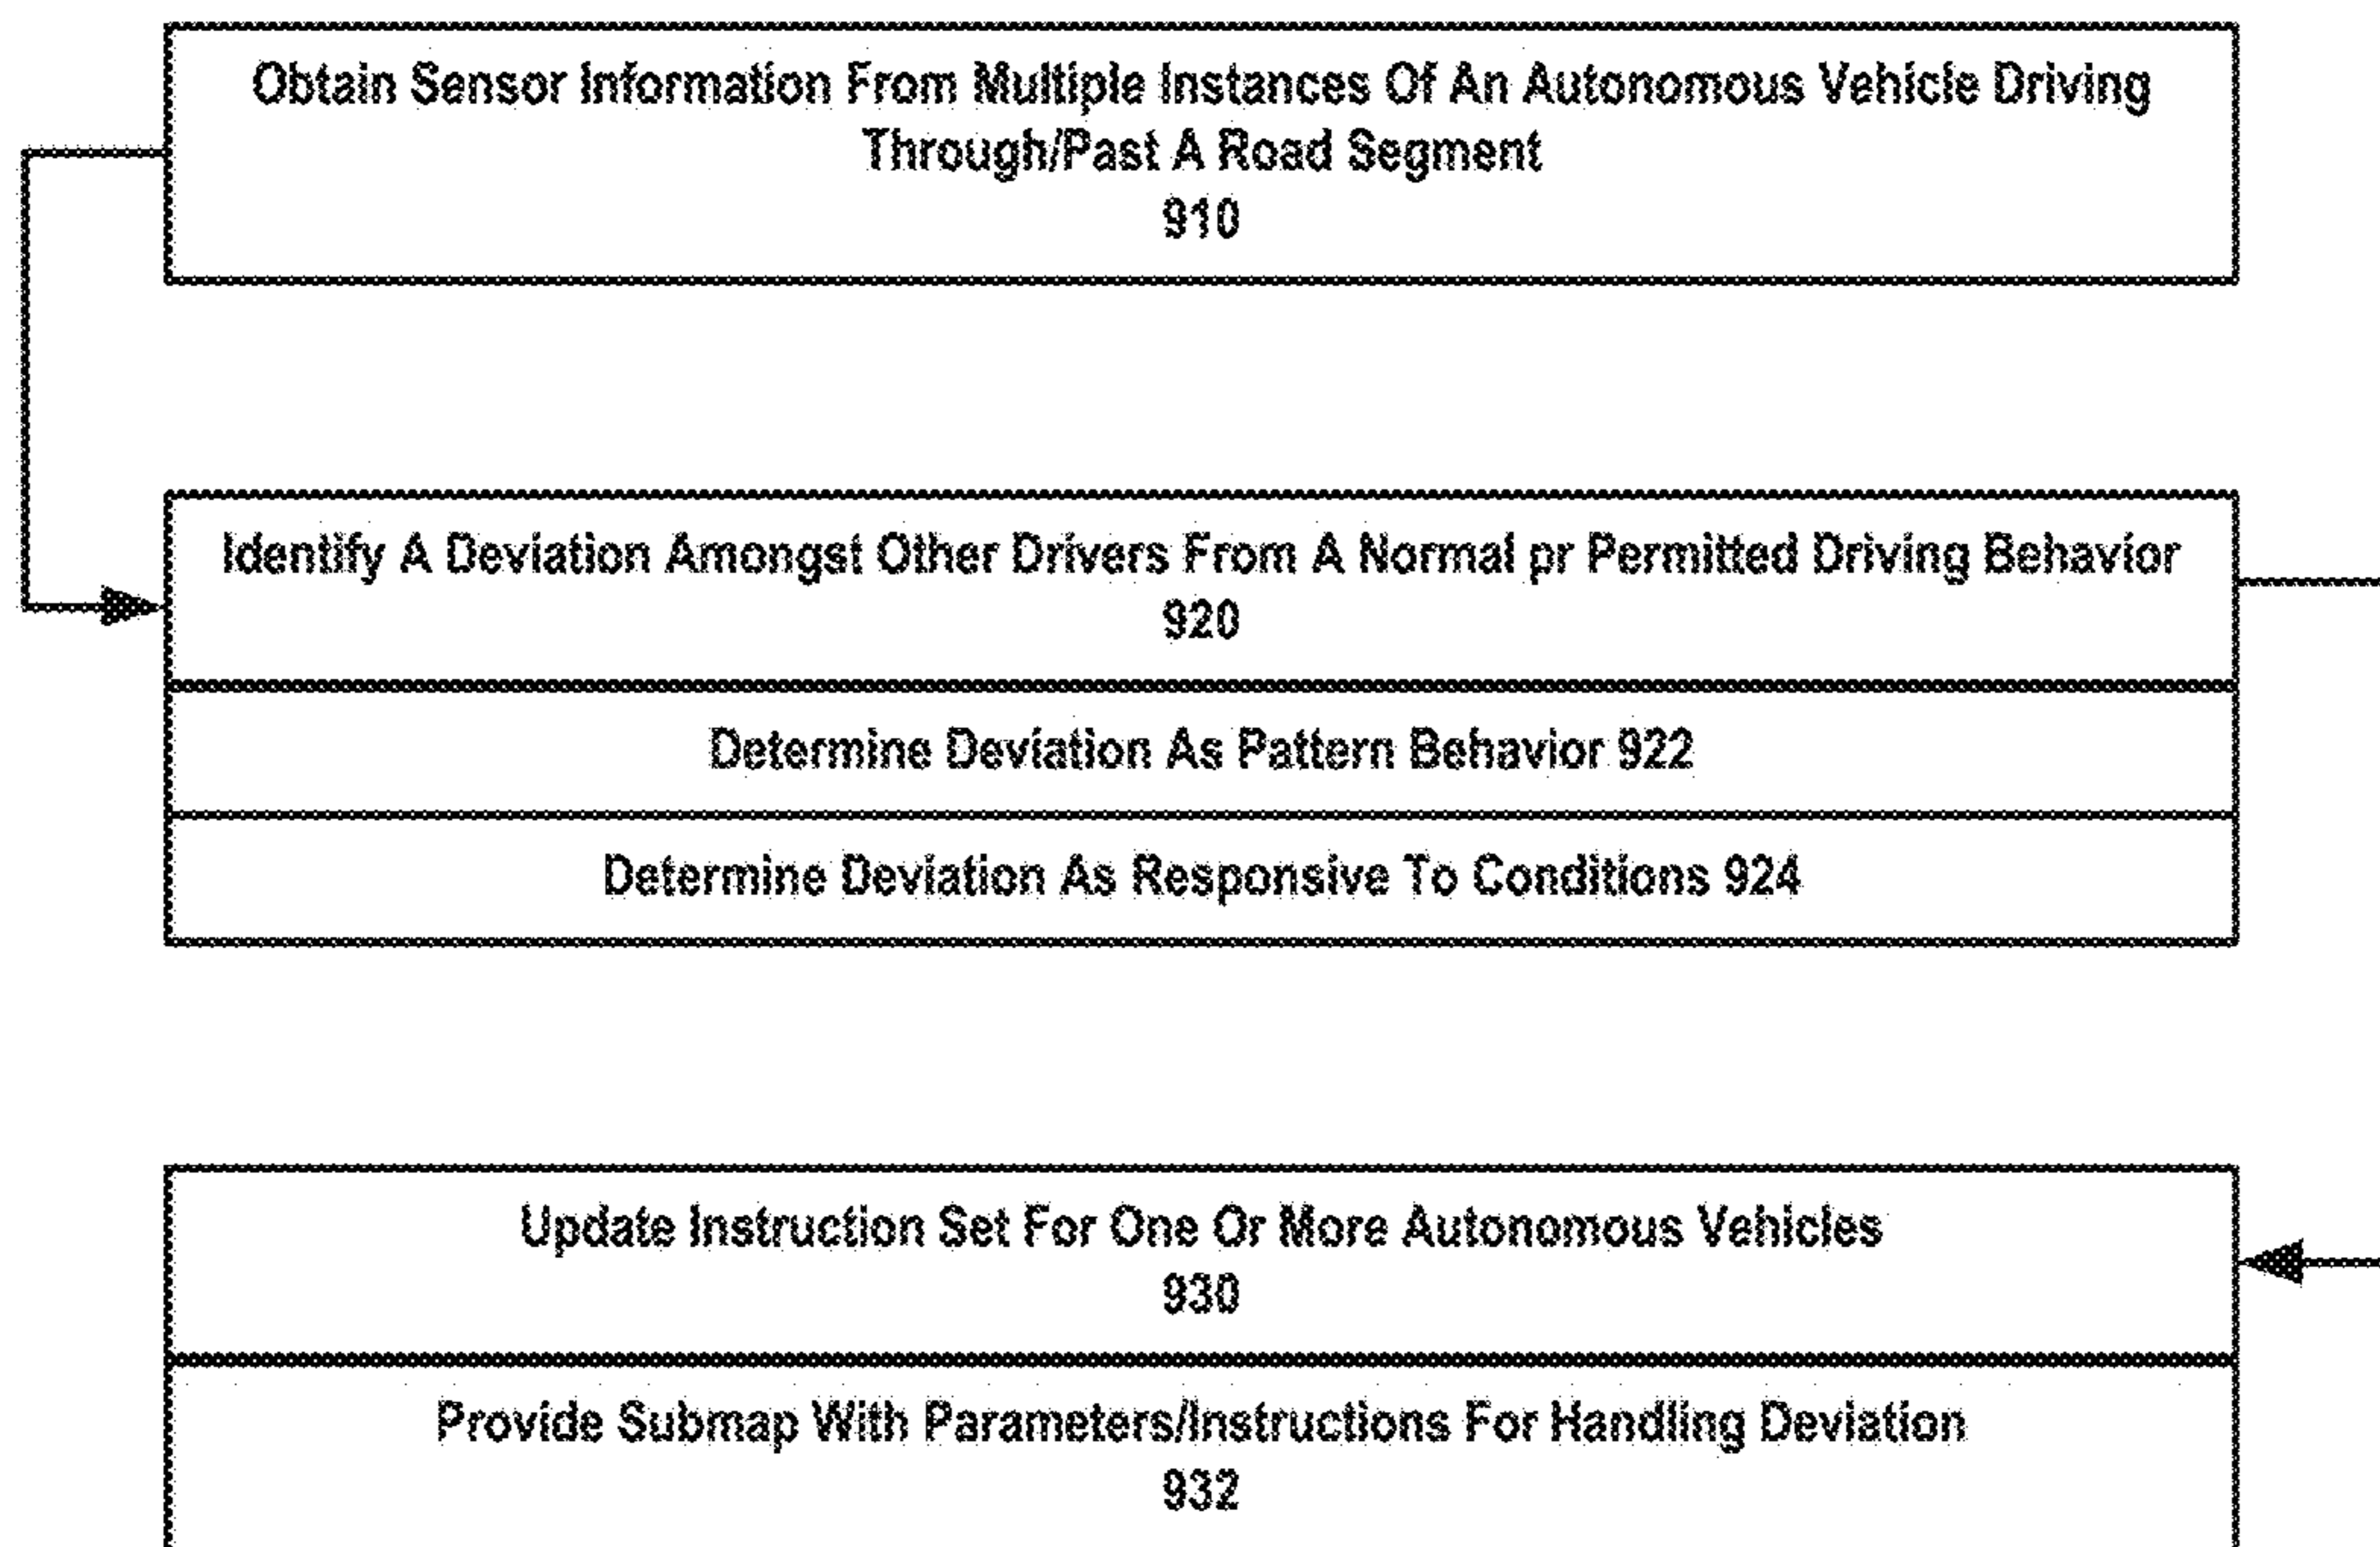 Obtain Sensor Information From Multiple Instances Of An Autonomous Vehicle Driving
Through/Past A Road Segment
910
Identify A Deviation Amongst Other Drivers From A Normal pr Permitted Driving Behavior
920
Determine Deviation As Pattern Behavior 922
Determine Deviation As Responsive To Conditions 924
Update Instruction Set For One Or More Autonomous Vehicles
930
Provide Submap With Parameters/Instructions For Handling Deviation
932